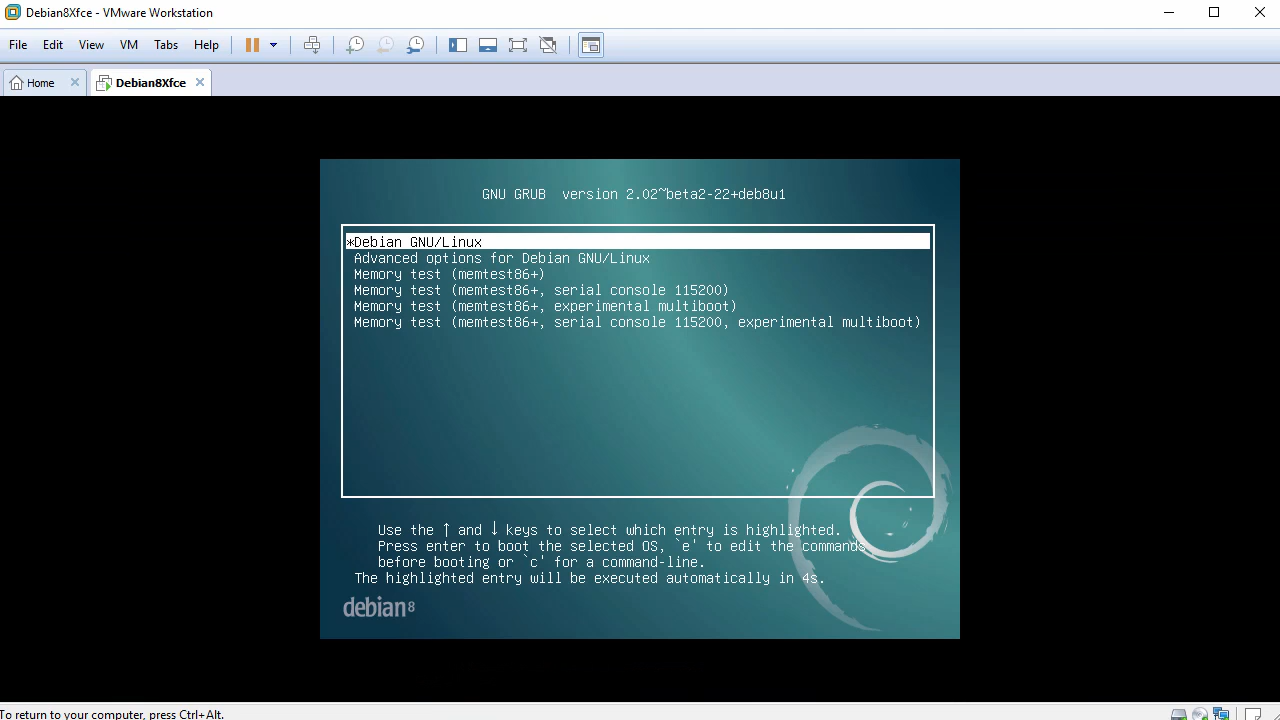 Debian8Xfce - VMware Workstation
File Edit View VM Tabs Help
Home Debian8Xfce
GNU GRUB version 2.02~beta2-22+deb8u1
*Debian GNU/Linux
Advanced options for Debian GNU/Linux
Memory test (memtest86+)
Memory test (memtest86+, serial console 115200)
Memory test (memtest86+, experimental multiboot)
Memory test (memtest86+, serial console 115200, experimental multiboot)
Use the ↑ and ↓ keys to select which entry is highlighted.
Press enter to boot the selected OS, `e' to edit the commands
before booting or `c' for a command-line.
The highlighted entry will be executed automatically in 4s.
debian8
To return to your computer, press Ctrl+Alt.